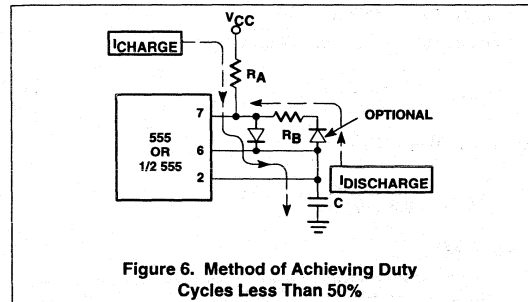 VCC
ICHARGE
RA
7
OPTIONAL
RB
555
OR
1/2 555
6
2
IDISCHARGE
C
Figure 6. Method of Achieving Duty
Cycles Less Than 50%